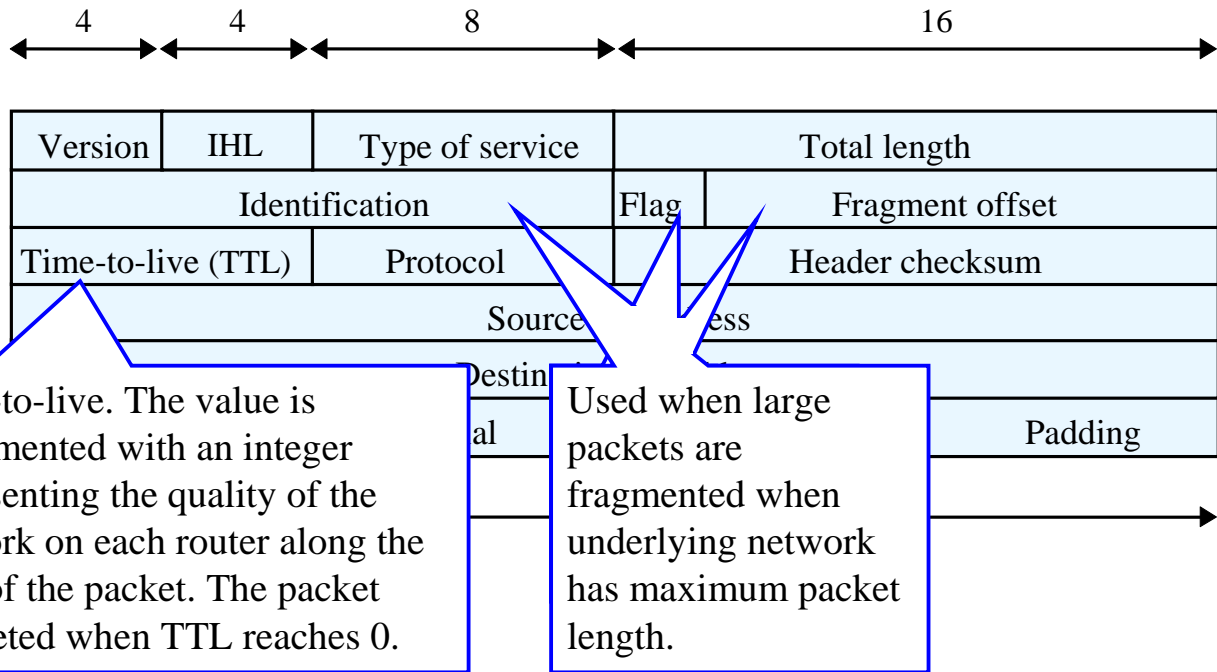 4 4 8 16
Version IHL Type of service Total length
Identification Flag Fragment offset
Time-to-live (TTL) Protocol Header checksum
Source ess
Destin
al Padding
to-live. The value is
mented with an integer
senting the quality of the
ork on each router along the
of the packet. The packet
eted when TTL reaches 0.
Used when large
packets are
fragmented when
underlying network
has maximum packet
length.